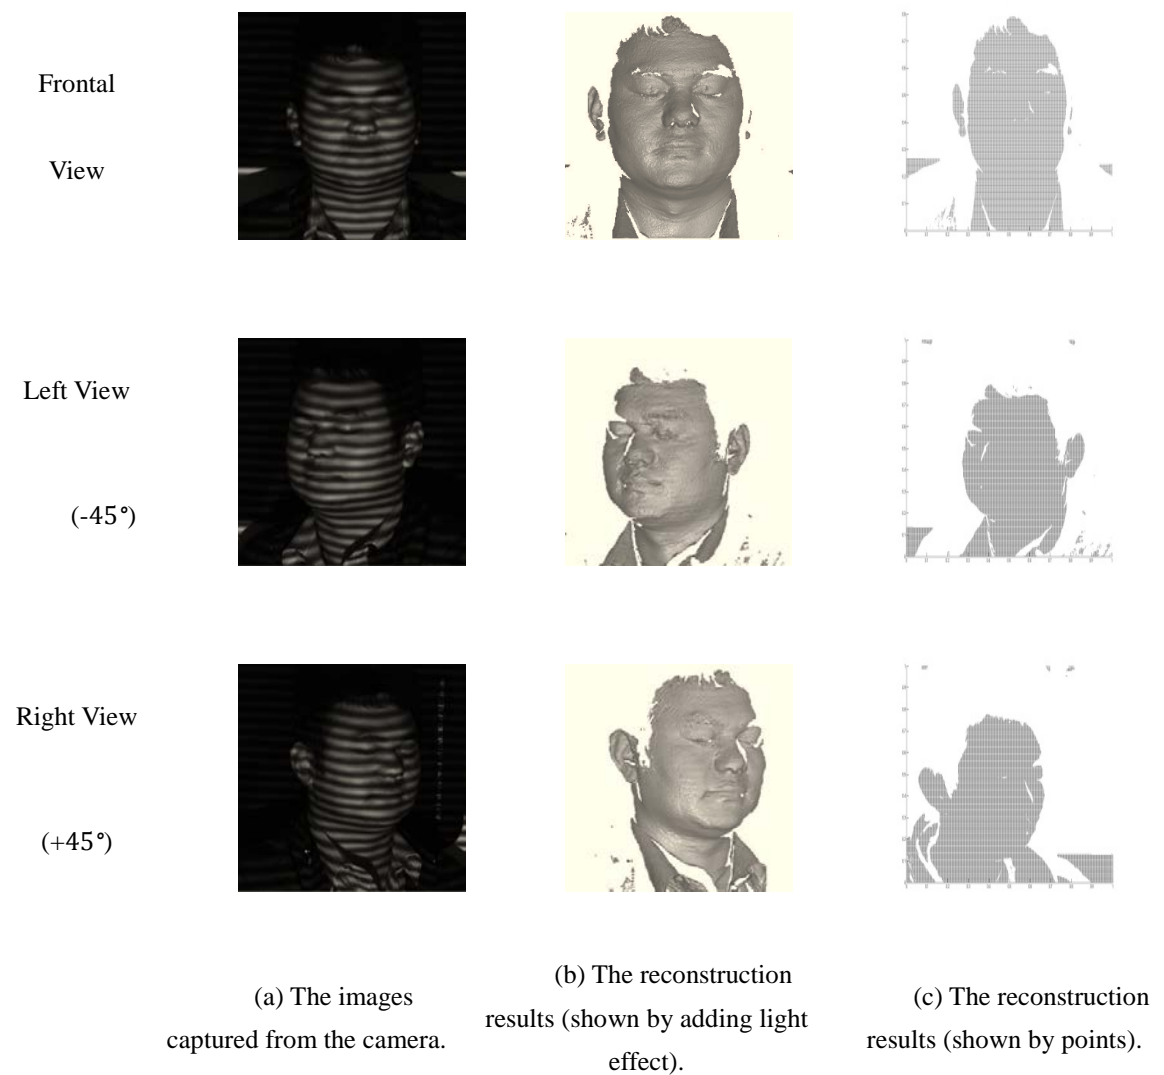 Frontal
View
Left View
(-45°)
Right View
(+45°)
(a) The images
captured from the camera.
(b) The reconstruction
results (shown by adding light
effect).
(c) The reconstruction
results (shown by points).